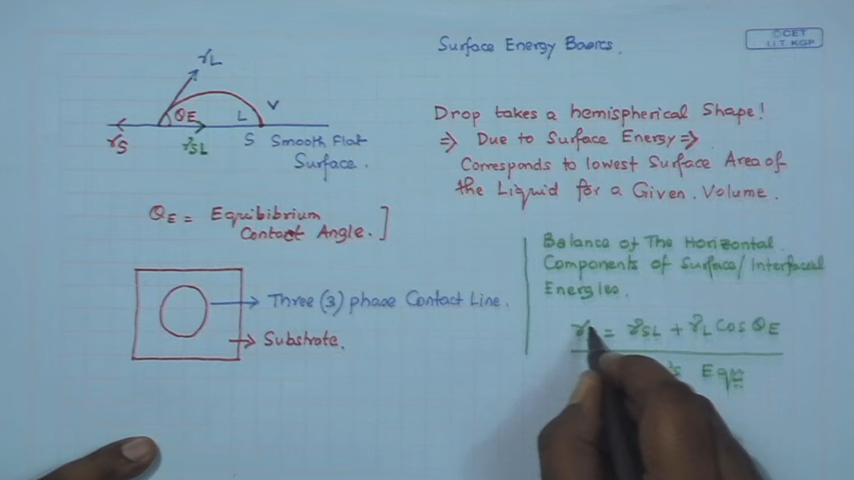 Surface Energy Basics.
©CET
I.I.T. KGP
γL
θE
L
V
γS
γSL
S
Smooth Flat
Surface.
Drop takes a hemispherical Shape!
⇒ Due to Surface Energy ⇒
Corresponds to lowest Surface Area of
the Liquid for a Given Volume.
θE = Equibibrium
Contact Angle.]
Balance of The Horizontal
Components of Surface/Interfacial
Energies.
Three (3) phase Contact Line.
Substrate.
= γSL + γL Cos θE
Eqn